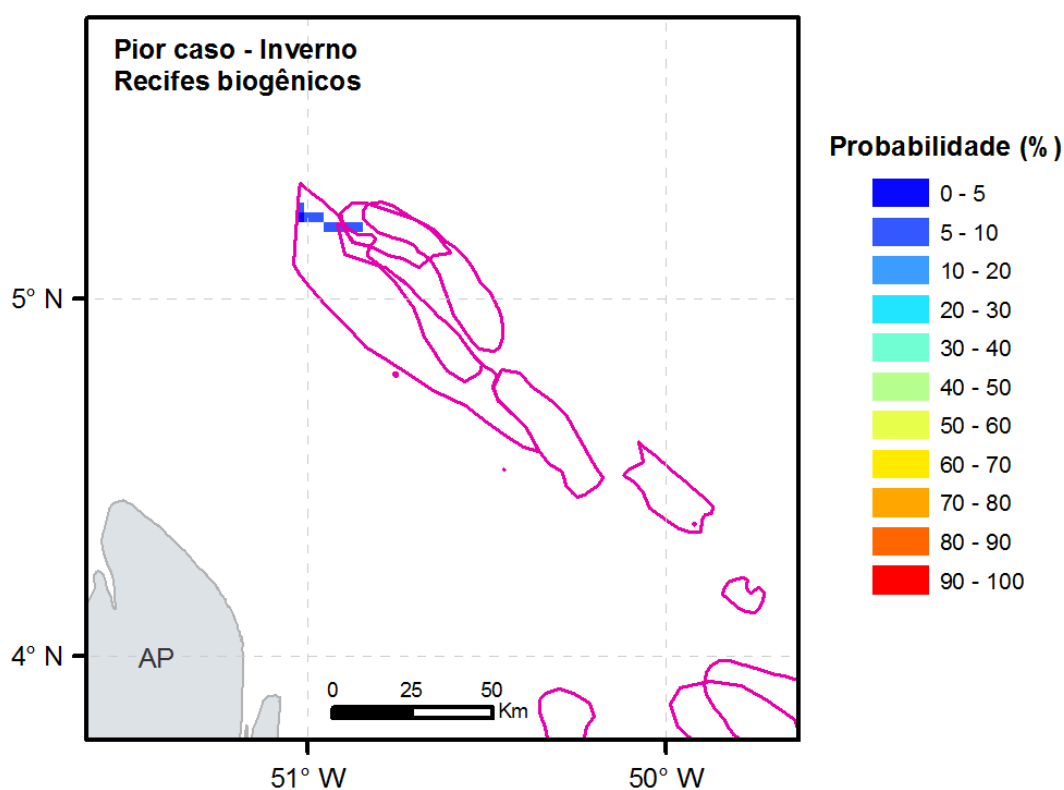 Pior caso - Inverno
Recifes biogênicos
Probabilidade (%)
0 - 5
5 - 10
10 - 20
20 - 30
30 - 40
40 - 50
50 - 60
60 - 70
70 - 80
80 - 90
90 - 100
5° N
4° N
AP
0 25 50
Km
51° W 50° W